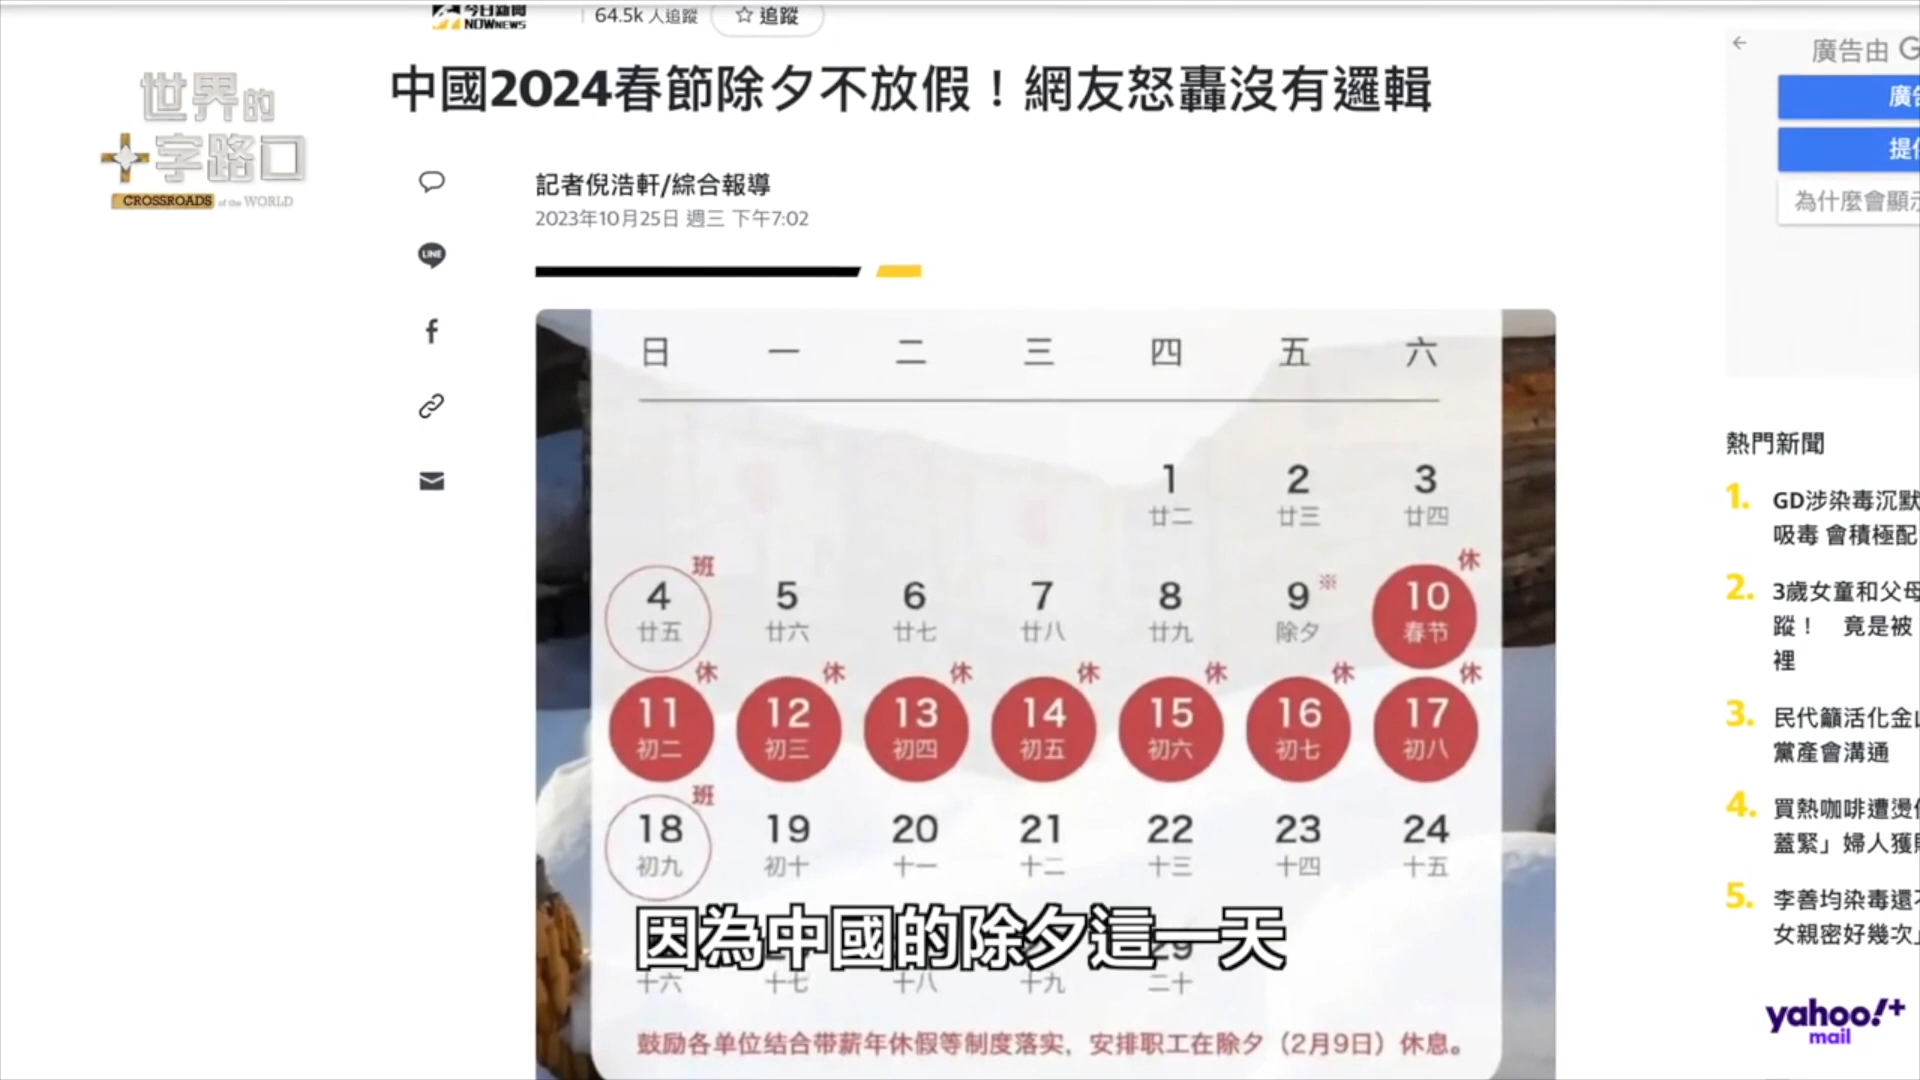 今日新聞
NOWNEWS
64.5k 人追蹤
追蹤
廣告由 G
世界的
十字路口
CROSSROADS of the WORLD
中國2024春節除夕不放假！網友怒轟沒有邏輯
廣告
提供
為什麼會顯示
記者倪浩軒/綜合報導
2023年10月25日 週三 下午7:02
LINE
日 一 二 三 四 五 六
1 2 3
廿二 廿三 廿四
班 休
4 5 6 7 8 9 ※ 10
廿五 廿六 廿七 廿八 廿九 除夕 春节
休 休 休 休 休 休 休
11 12 13 14 15 16 17
初二 初三 初四 初五 初六 初七 初八
班
18 19 20 21 22 23 24
初九 初十 十一 十二 十三 十四 十五
29
十六 十七 十八 十九 二十
因為中國的除夕這一天
鼓励各单位结合带薪年休假等制度落实，安排职工在除夕（2月9日）休息。
熱門新聞
1. GD涉染毒沉默
吸毒 會積極配
2. 3歲女童和父母
蹤！ 竟是被
裡
3. 民代籲活化金山
黨產會溝通
4. 買熱咖啡遭燙
蓋緊」婦人獲
5. 李善均染毒還
女親密好幾次」
yahoo!+
mail